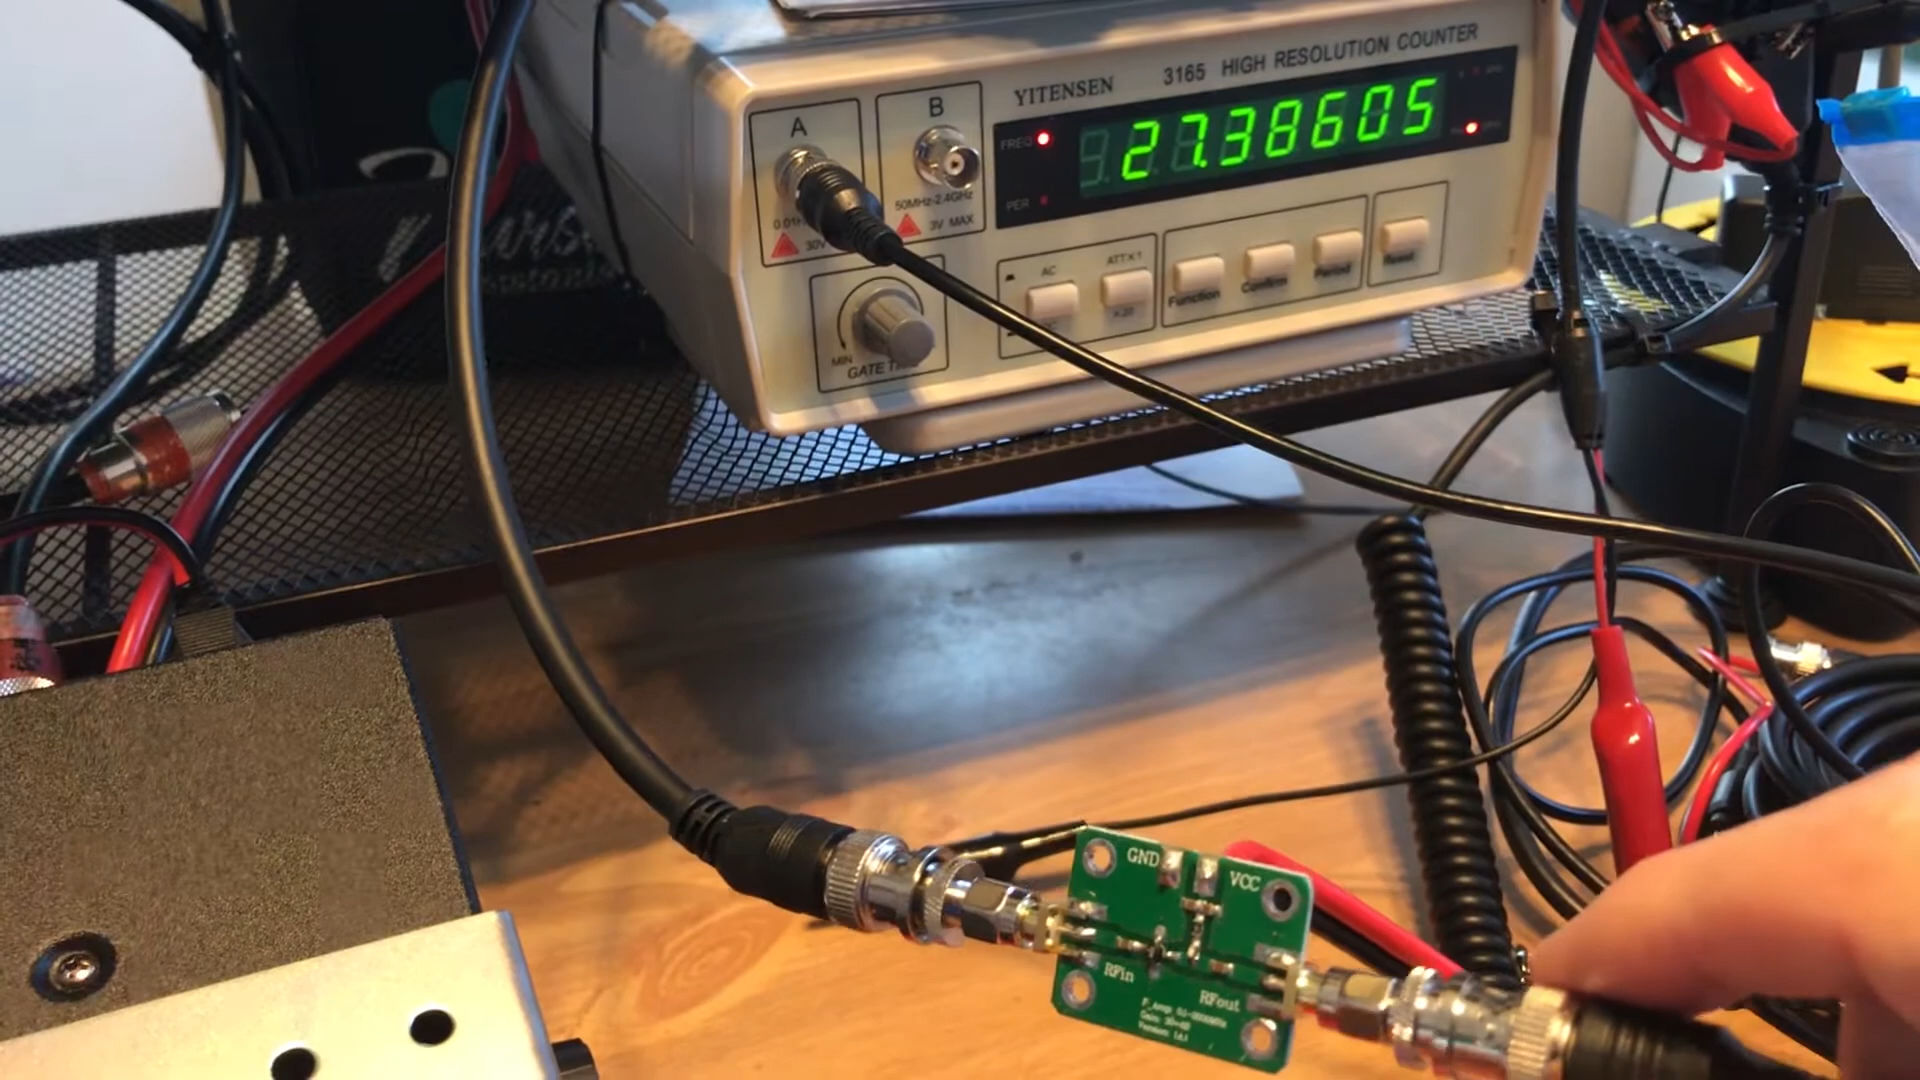 YITENSEN
3165 HIGH RESOLUTION COUNTER
A
B
FREQ
27.38605
PER
50MHz-2.4GHz
3V MAX
30V
AC
ATT:X1
X20
Function
Confirm
Period
Reset
MIN
GATE
GND
VCC
RFin
RFout